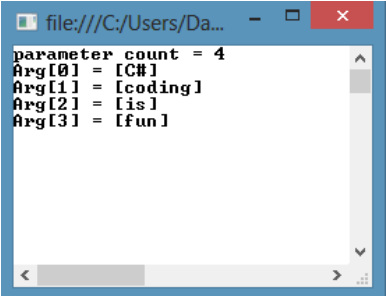 file:///C:/Users/Da...
parameter count = 4
Arg[0] = [C#]
Arg[1] = [coding]
Arg[2] = [is]
Arg[3] = [fun]